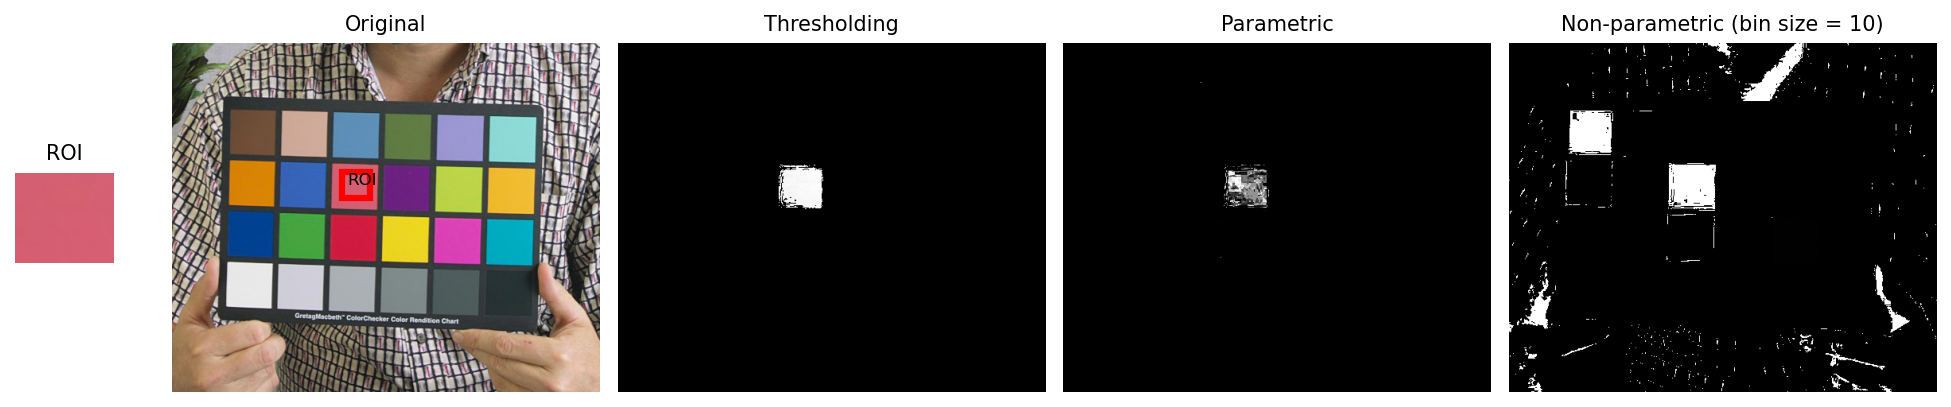 ROI
Original
Thresholding
Parametric
Non-parametric (bin size = 10)
ROI
GretagMacbeth™ ColorChecker Color Rendition Chart